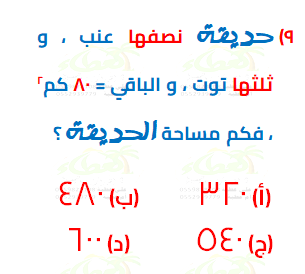 ٩) حديقة نصفها عنب ، و
ثلثها توت ، و الباقي = ٨٠ كم٢
، فكم مساحة الحديقة ؟
(أ) ٣٢٠ (ب) ٤٨٠
(ج) ٥٤٠ (د) ٦٠٠